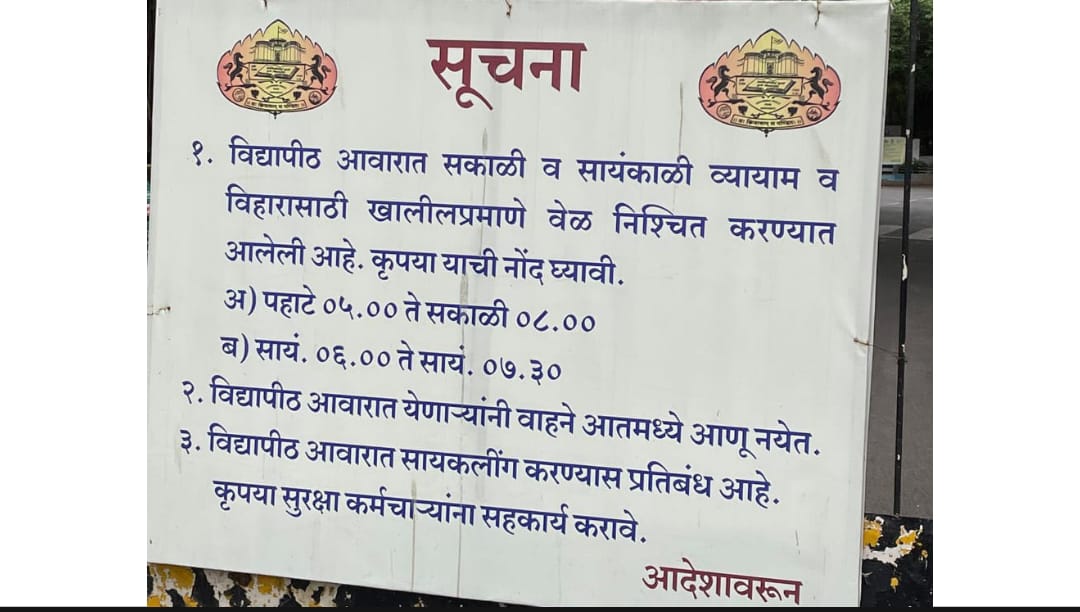 सूचना
१. विद्यापीठ आवारात सकाळी व सायंकाळी व्यायाम व
विहारासाठी खालीलप्रमाणे वेळ निश्चित करण्यात
आलेली आहे. कृपया याची नोंद घ्यावी.
अ) पहाटे ०५.०० ते सकाळी ०८.००
ब) सायं. ०६.०० ते सायं. ०७.३०
२. विद्यापीठ आवारात येणाऱ्यांनी वाहने आतमध्ये आणू नयेत.
३. विद्यापीठ आवारात सायकलींग करण्यास प्रतिबंध आहे.
कृपया सुरक्षा कर्मचाऱ्यांना सहकार्य करावे.
आदेशावरून